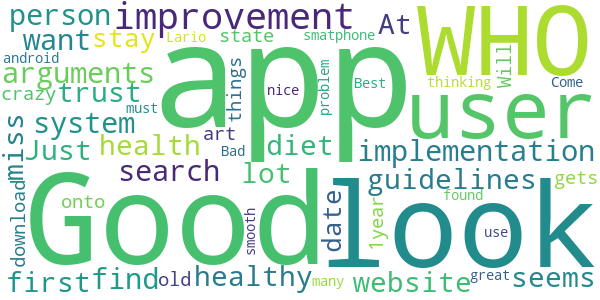 person improvement WHO
want stay Lario state smatphone At
android app user
arguments things problem Best Will thinking Come
crazy trust must nice
miss system art
Just health Bad diet implementation
search lot guidelines gets
download Good look
onto smooth date 1year found use
first find old healthy many website great seems